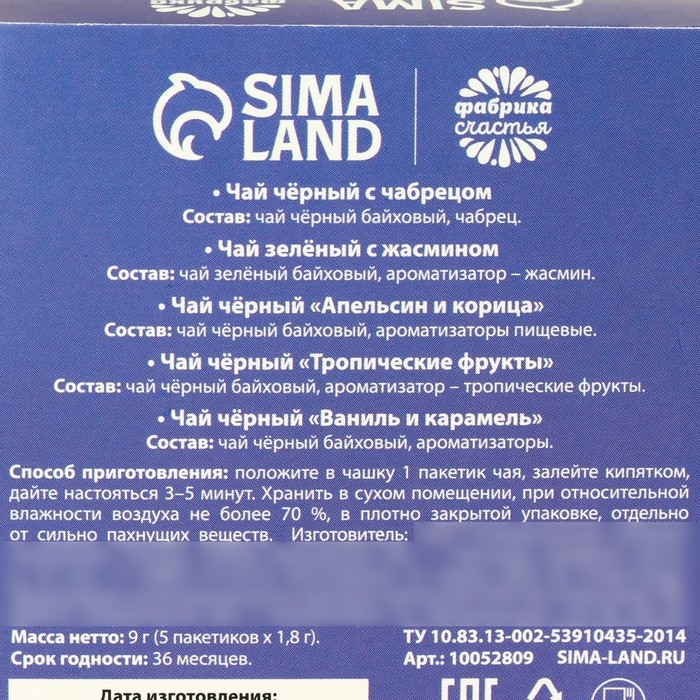 SIMA
LAND
фабрика
счастья
• Чай чёрный с чабрецом
Состав: чай чёрный байховый, чабрец.
• Чай зелёный с жасмином
Состав: чай зелёный байховый, ароматизатор – жасмин.
• Чай чёрный «Апельсин и корица»
Состав: чай чёрный байховый, ароматизаторы пищевые.
• Чай чёрный «Тропические фрукты»
Состав: чай чёрный байховый, ароматизатор – тропические фрукты.
• Чай чёрный «Ваниль и карамель»
Состав: чай чёрный байховый, ароматизаторы.
Способ приготовления: положите в чашку 1 пакетик чая, залейте кипятком,
дайте настояться 3–5 минут. Хранить в сухом помещении, при относительной
влажности воздуха не более 70 %, в плотно закрытой упаковке, отдельно
от сильно пахнущих веществ. Изготовитель:
Масса нетто: 9 г (5 пакетиков х 1,8 г).
Срок годности: 36 месяцев.
ТУ 10.83.13-002-53910435-2014
Арт.: 10052809 SIMA-LAND.RU
Дата изготовления: